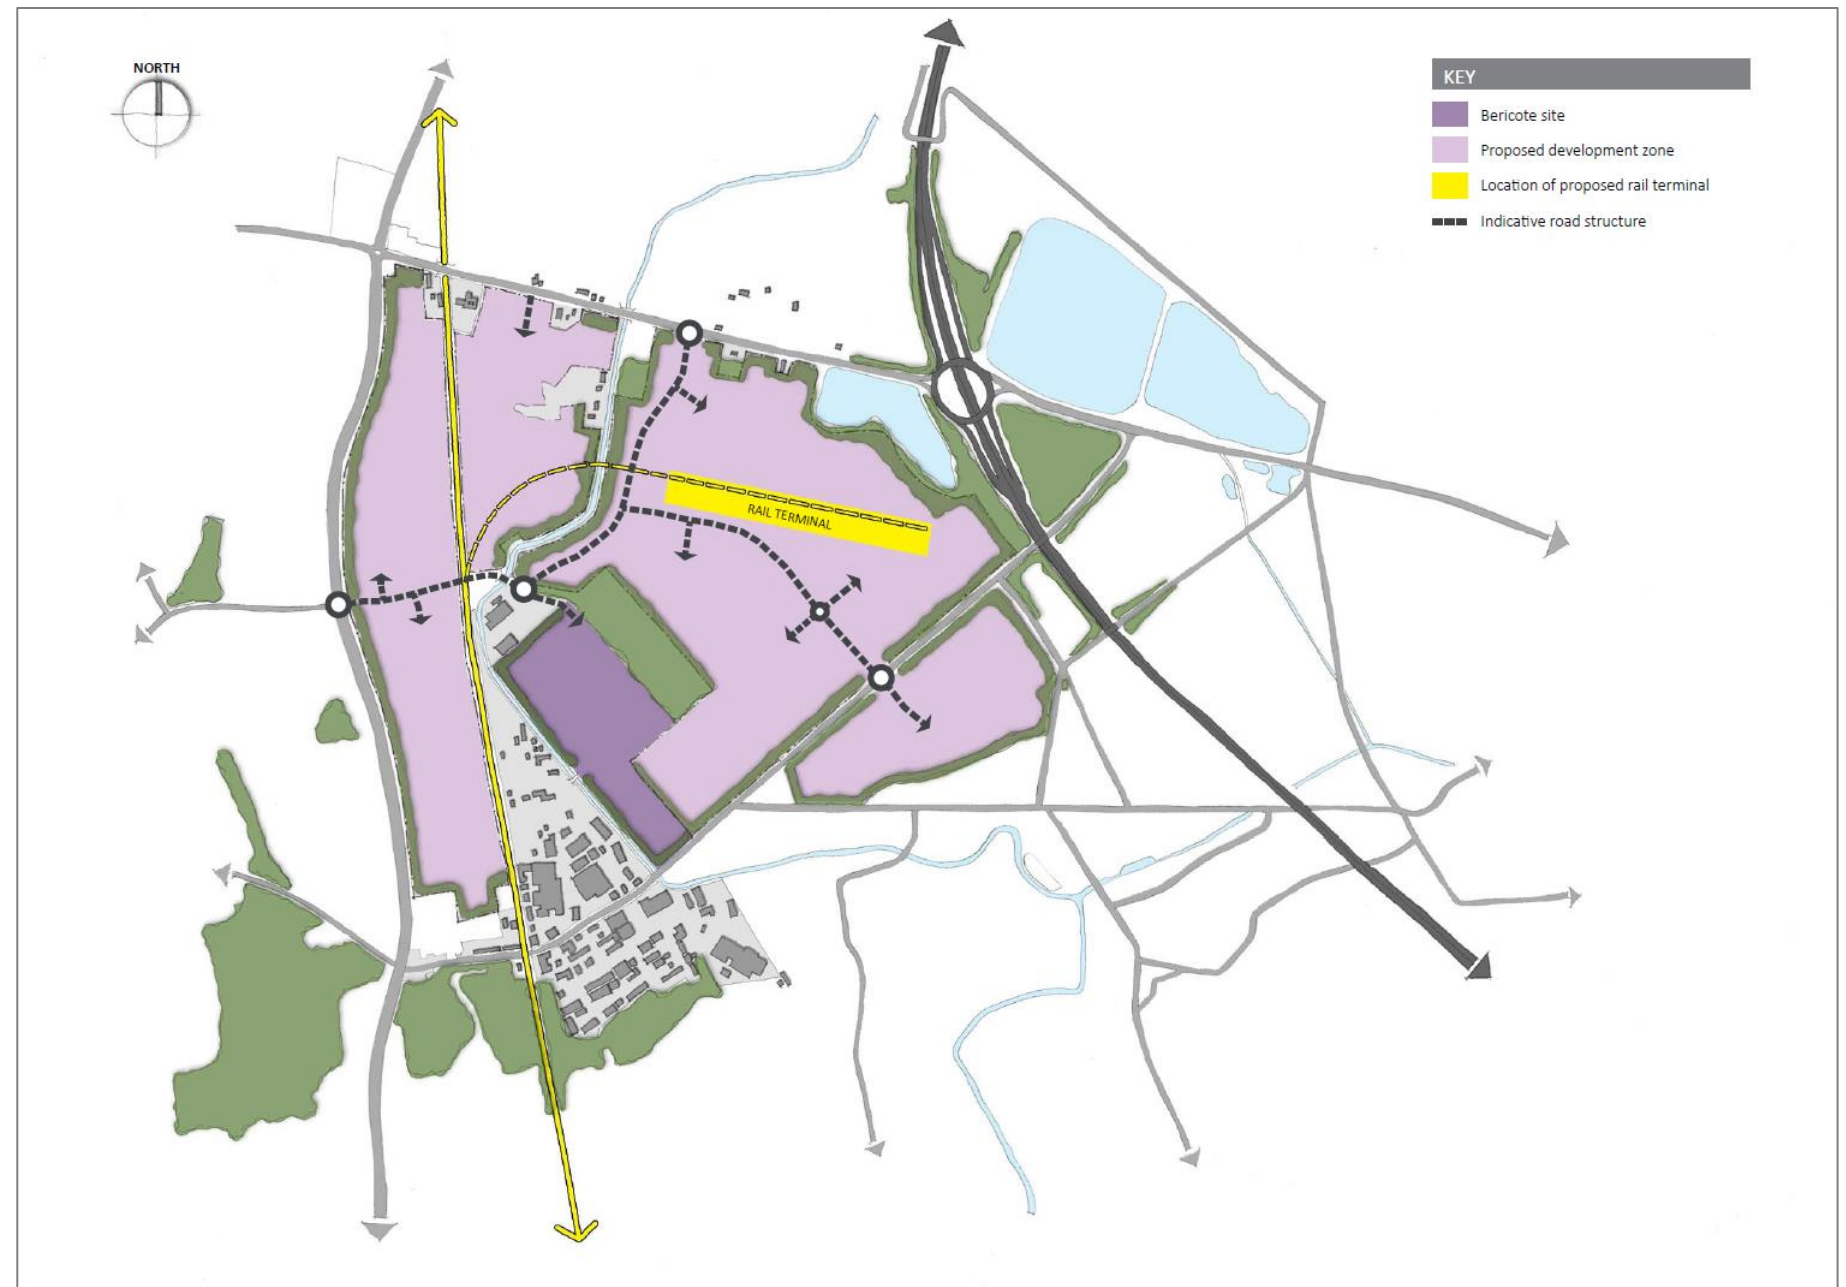 NORTH
KEY
Bericote site
Proposed development zone
Location of proposed rail terminal
Indicative road structure
RAIL TERMINAL